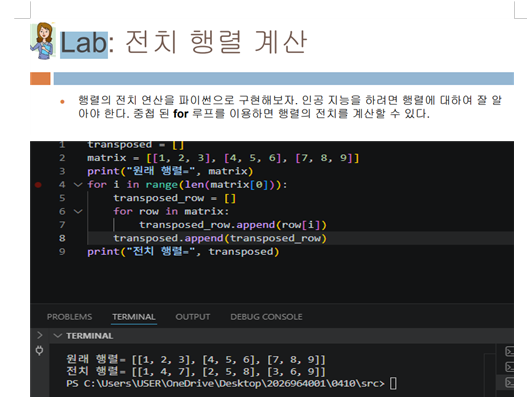 Lab: 전치 행렬 계산
• 행렬의 전치 연산을 파이썬으로 구현해보자. 인공 지능을 하려면 행렬에 대하여 잘 알
아야 한다. 중첩 된 for 루프를 이용하면 행렬의 전치를 계산할 수 있다.
1 transposed = []
2 matrix = [[1, 2, 3], [4, 5, 6], [7, 8, 9]]
3 print("원래 행렬=", matrix)
4 for i in range(len(matrix[0])):
5 transposed_row = []
6 for row in matrix:
7 transposed_row.append(row[i])
8 transposed.append(transposed_row)
9 print("전치 행렬=", transposed)
PROBLEMS TERMINAL OUTPUT DEBUG CONSOLE
TERMINAL
원래 행렬= [[1, 2, 3], [4, 5, 6], [7, 8, 9]]
전치 행렬= [[1, 4, 7], [2, 5, 8], [3, 6, 9]]
PS C:\Users\USER\OneDrive\Desktop\2026964001\0410\src>